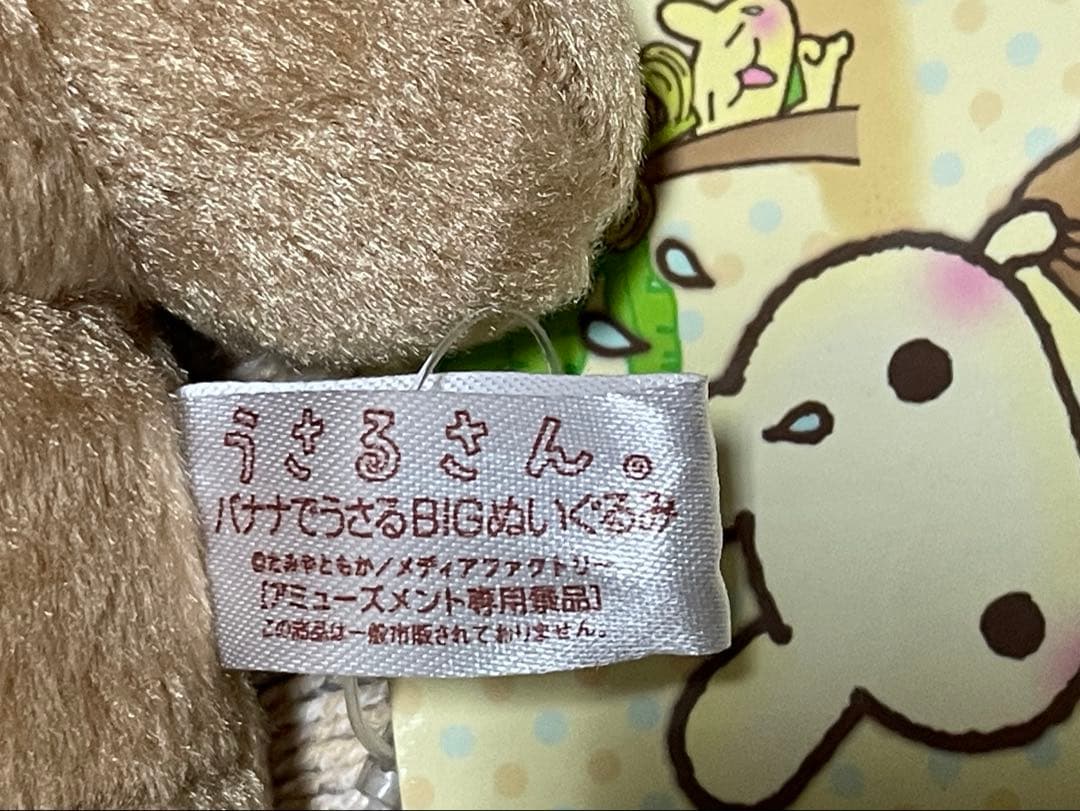 うさるさん。
バナナでうさるBIGぬいぐるみ
©とみやともか/メディアファクトリー
[アミューズメント専用景品]
この商品は一般市販されておりません。